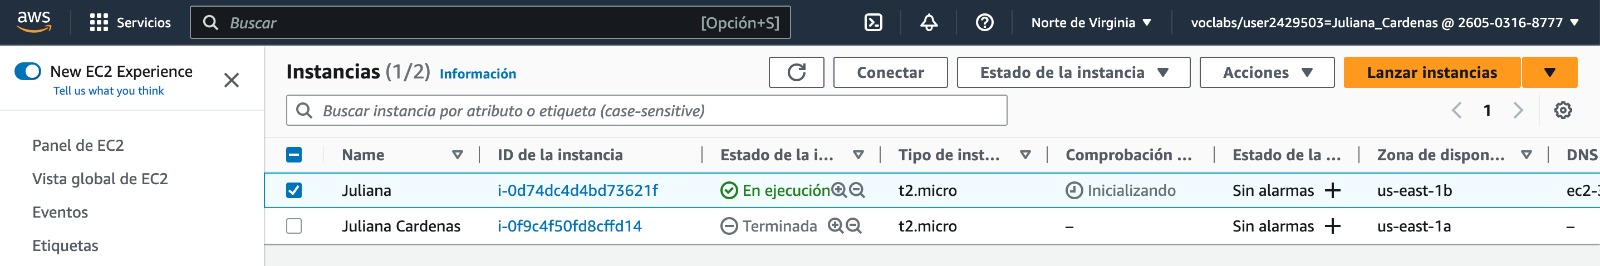 aws Servicios Buscar [Opción+S] Norte de Virginia voclabs/user2429503=Juliana_Cardenas @ 2605-0316-8777
New EC2 Experience
Tell us what you think
Panel de EC2
Vista global de EC2
Eventos
Etiquetas
Instancias (1/2) Información Conectar Estado de la instancia Acciones Lanzar instancias
Buscar instancia por atributo o etiqueta (case-sensitive) 1
Name ID de la instancia Estado de la i... Tipo de inst... Comprobación ... Estado de la ... Zona de dispon... DNS
Juliana i-0d74dc4d4bd73621f En ejecución t2.micro Inicializando Sin alarmas us-east-1b ec2-
Juliana Cardenas i-0f9c4f50fd8cffd14 Terminada t2.micro – Sin alarmas us-east-1a –